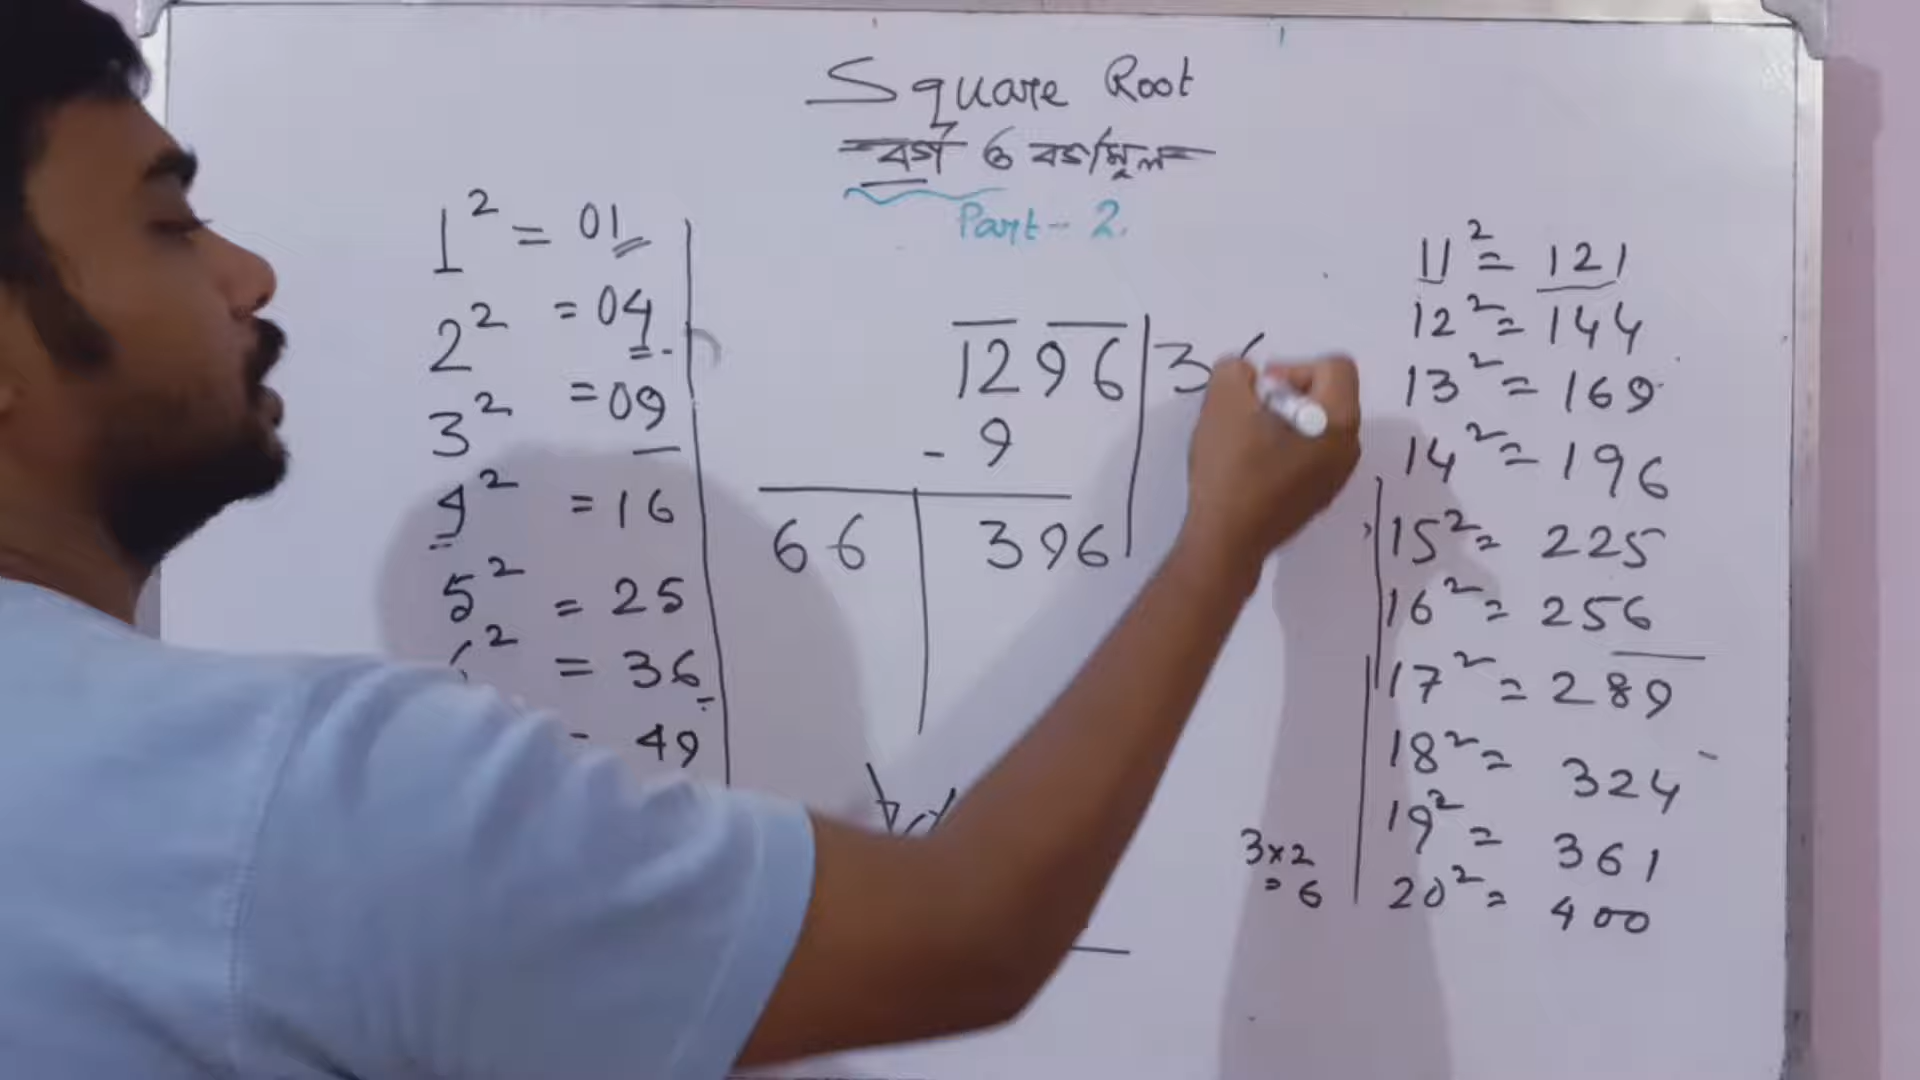 Square Root
বর্গ ও বর্গমূল
Part - 2.
1² = 01
2² = 04
3² = 09
4² = 16
5² = 25
² = 36
- 49
1296 3
- 9
66 396
11² = 121
12² = 144
13² = 169
14² = 196
15² = 225
16² = 256
17² = 289
18² = 324
19² = 361
20² = 400
3×2
= 6